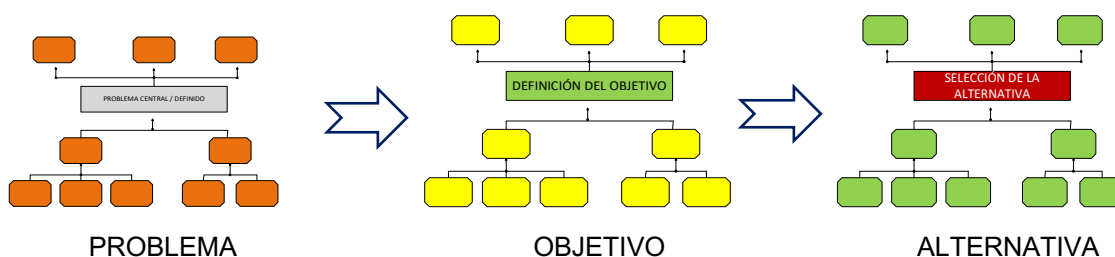 PROBLEMA CENTRAL / DEFINIDO
DEFINICIÓN DEL OBJETIVO
SELECCIÓN DE LA
ALTERNATIVA
PROBLEMA
OBJETIVO
ALTERNATIVA